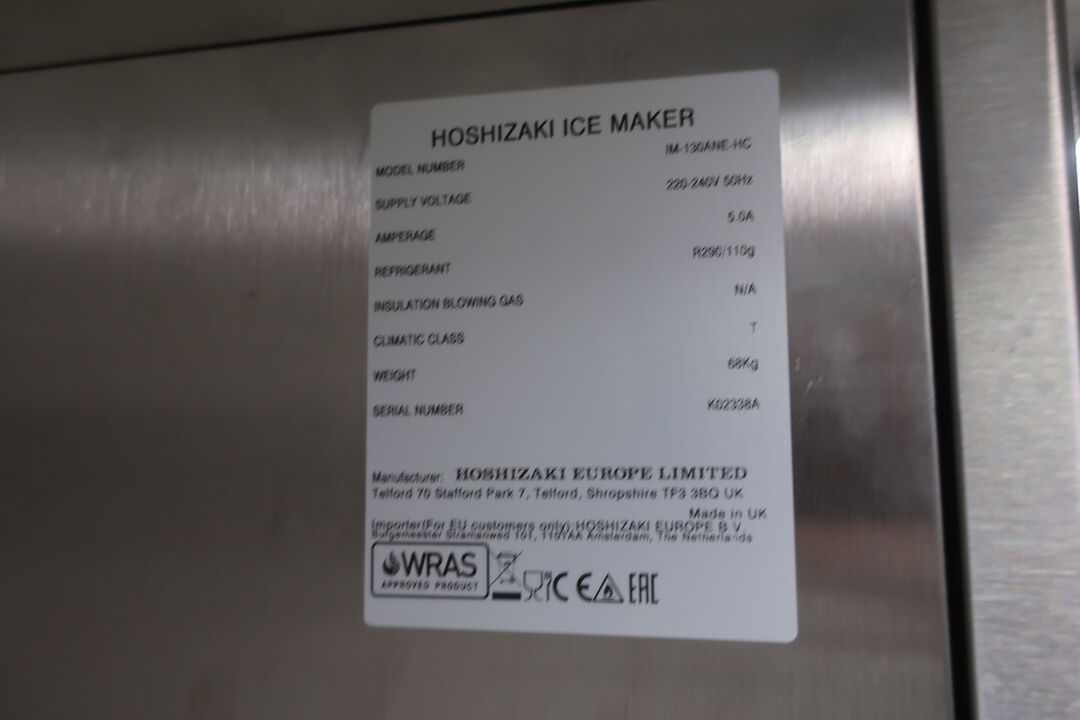 HOSHIZAKI ICE MAKER
MODEL NUMBER IM-130ANE-HC
SUPPLY VOLTAGE 220-240V 50Hz
AMPERAGE 5.0A
REFRIGERANT R290/110g
INSULATION BLOWING GAS N/A
CLIMATIC CLASS T
WEIGHT 68Kg
SERIAL NUMBER K02338A
Manufacturer: HOSHIZAKI EUROPE LIMITED
Telford 70 Stafford Park 7, Telford, Shropshire TF3 3BQ UK
Made in UK
Importer(For EU customers only):HOSHIZAKI EUROPE B.V.
Burgemeester Stramanweg 101, 1101AA Amsterdam, The Netherlands
WRAS
APPROVED PRODUCT
CE EAC